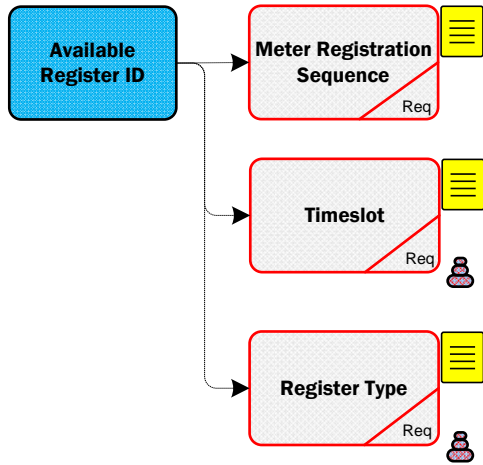 Available
Register ID
Meter Registration
Sequence
Req
Timeslot
Req
Register Type
Req